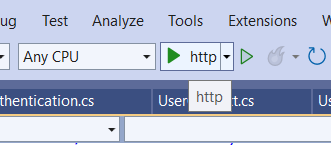 ug Test Analyze Tools Extensions W
Any CPU http
http
thentication.cs User t.cs Us